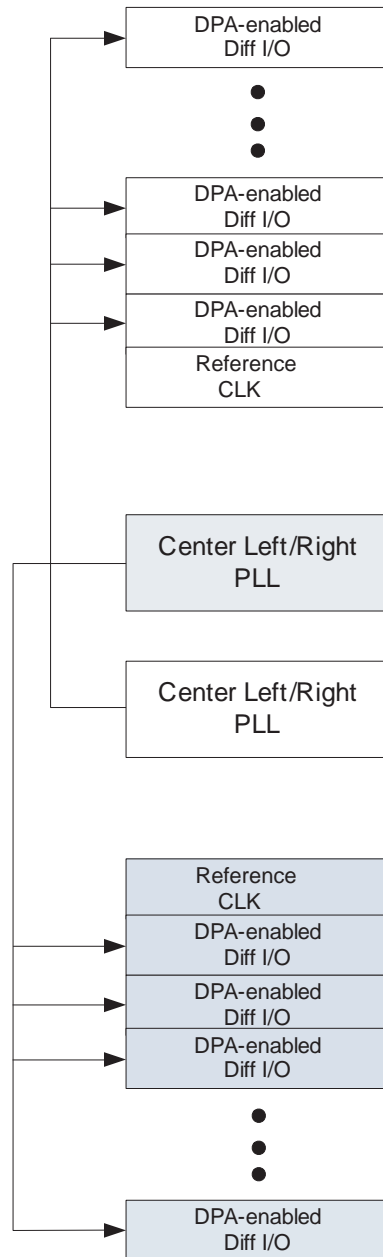 DPA-enabled
Diff I/O
DPA-enabled
Diff I/O
DPA-enabled
Diff I/O
DPA-enabled
Diff I/O
Reference
CLK
Center Left/Right
PLL
Center Left/Right
PLL
Reference
CLK
DPA-enabled
Diff I/O
DPA-enabled
Diff I/O
DPA-enabled
Diff I/O
DPA-enabled
Diff I/O